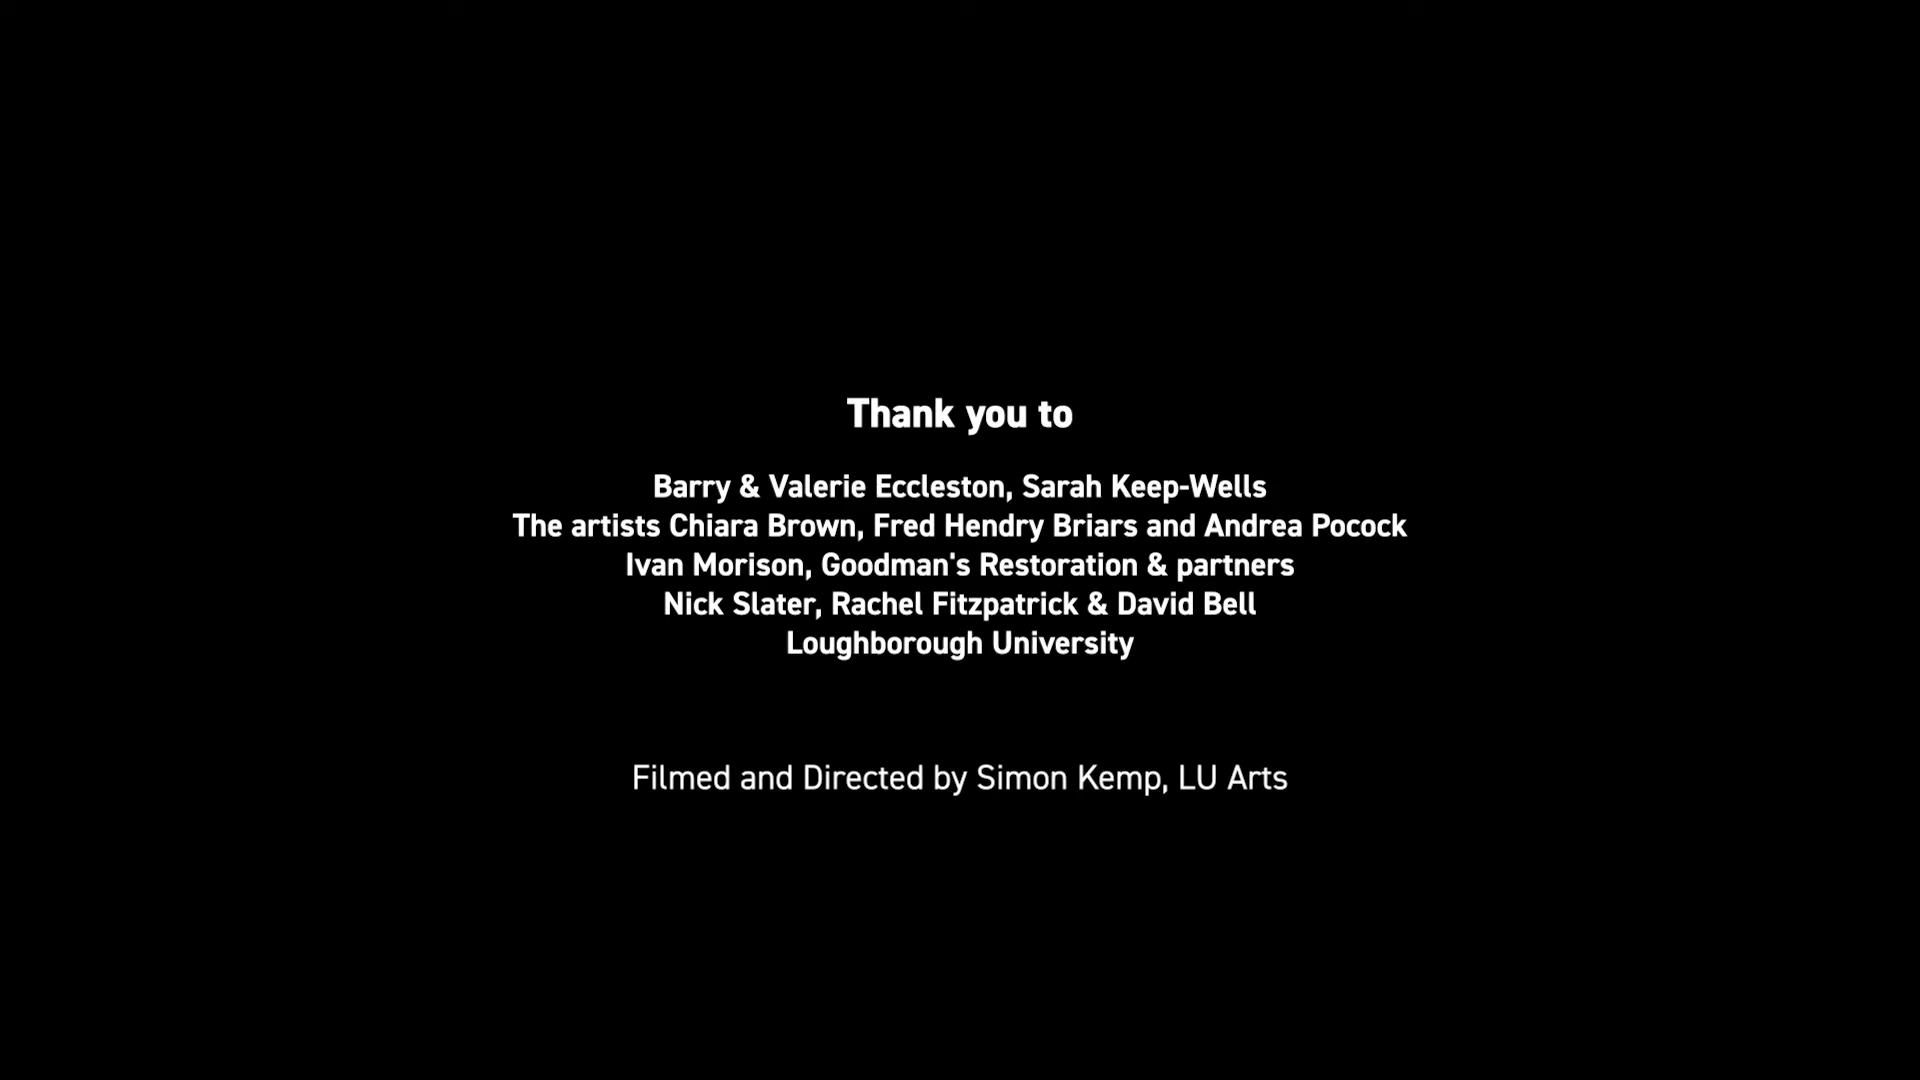 Thank you to
Barry & Valerie Eccleston, Sarah Keep-Wells
The artists Chiara Brown, Fred Hendry Briars and Andrea Pocock
Ivan Morison, Goodman's Restoration & partners
Nick Slater, Rachel Fitzpatrick & David Bell
Loughborough University
Filmed and Directed by Simon Kemp, LU Arts